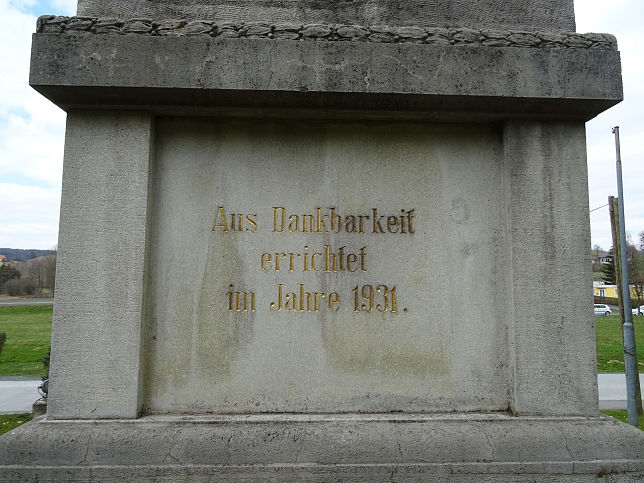 Aus Dankbarkeit
errichtet
im Jahre 1931.